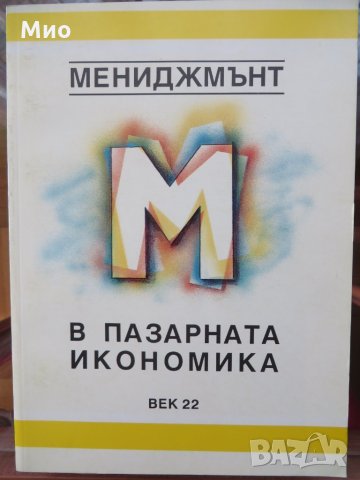 Мио
МЕНИДЖМЪНТ
М
В ПАЗАРНАТА
ИКОНОМИКА
ВЕК 22
BAZAR